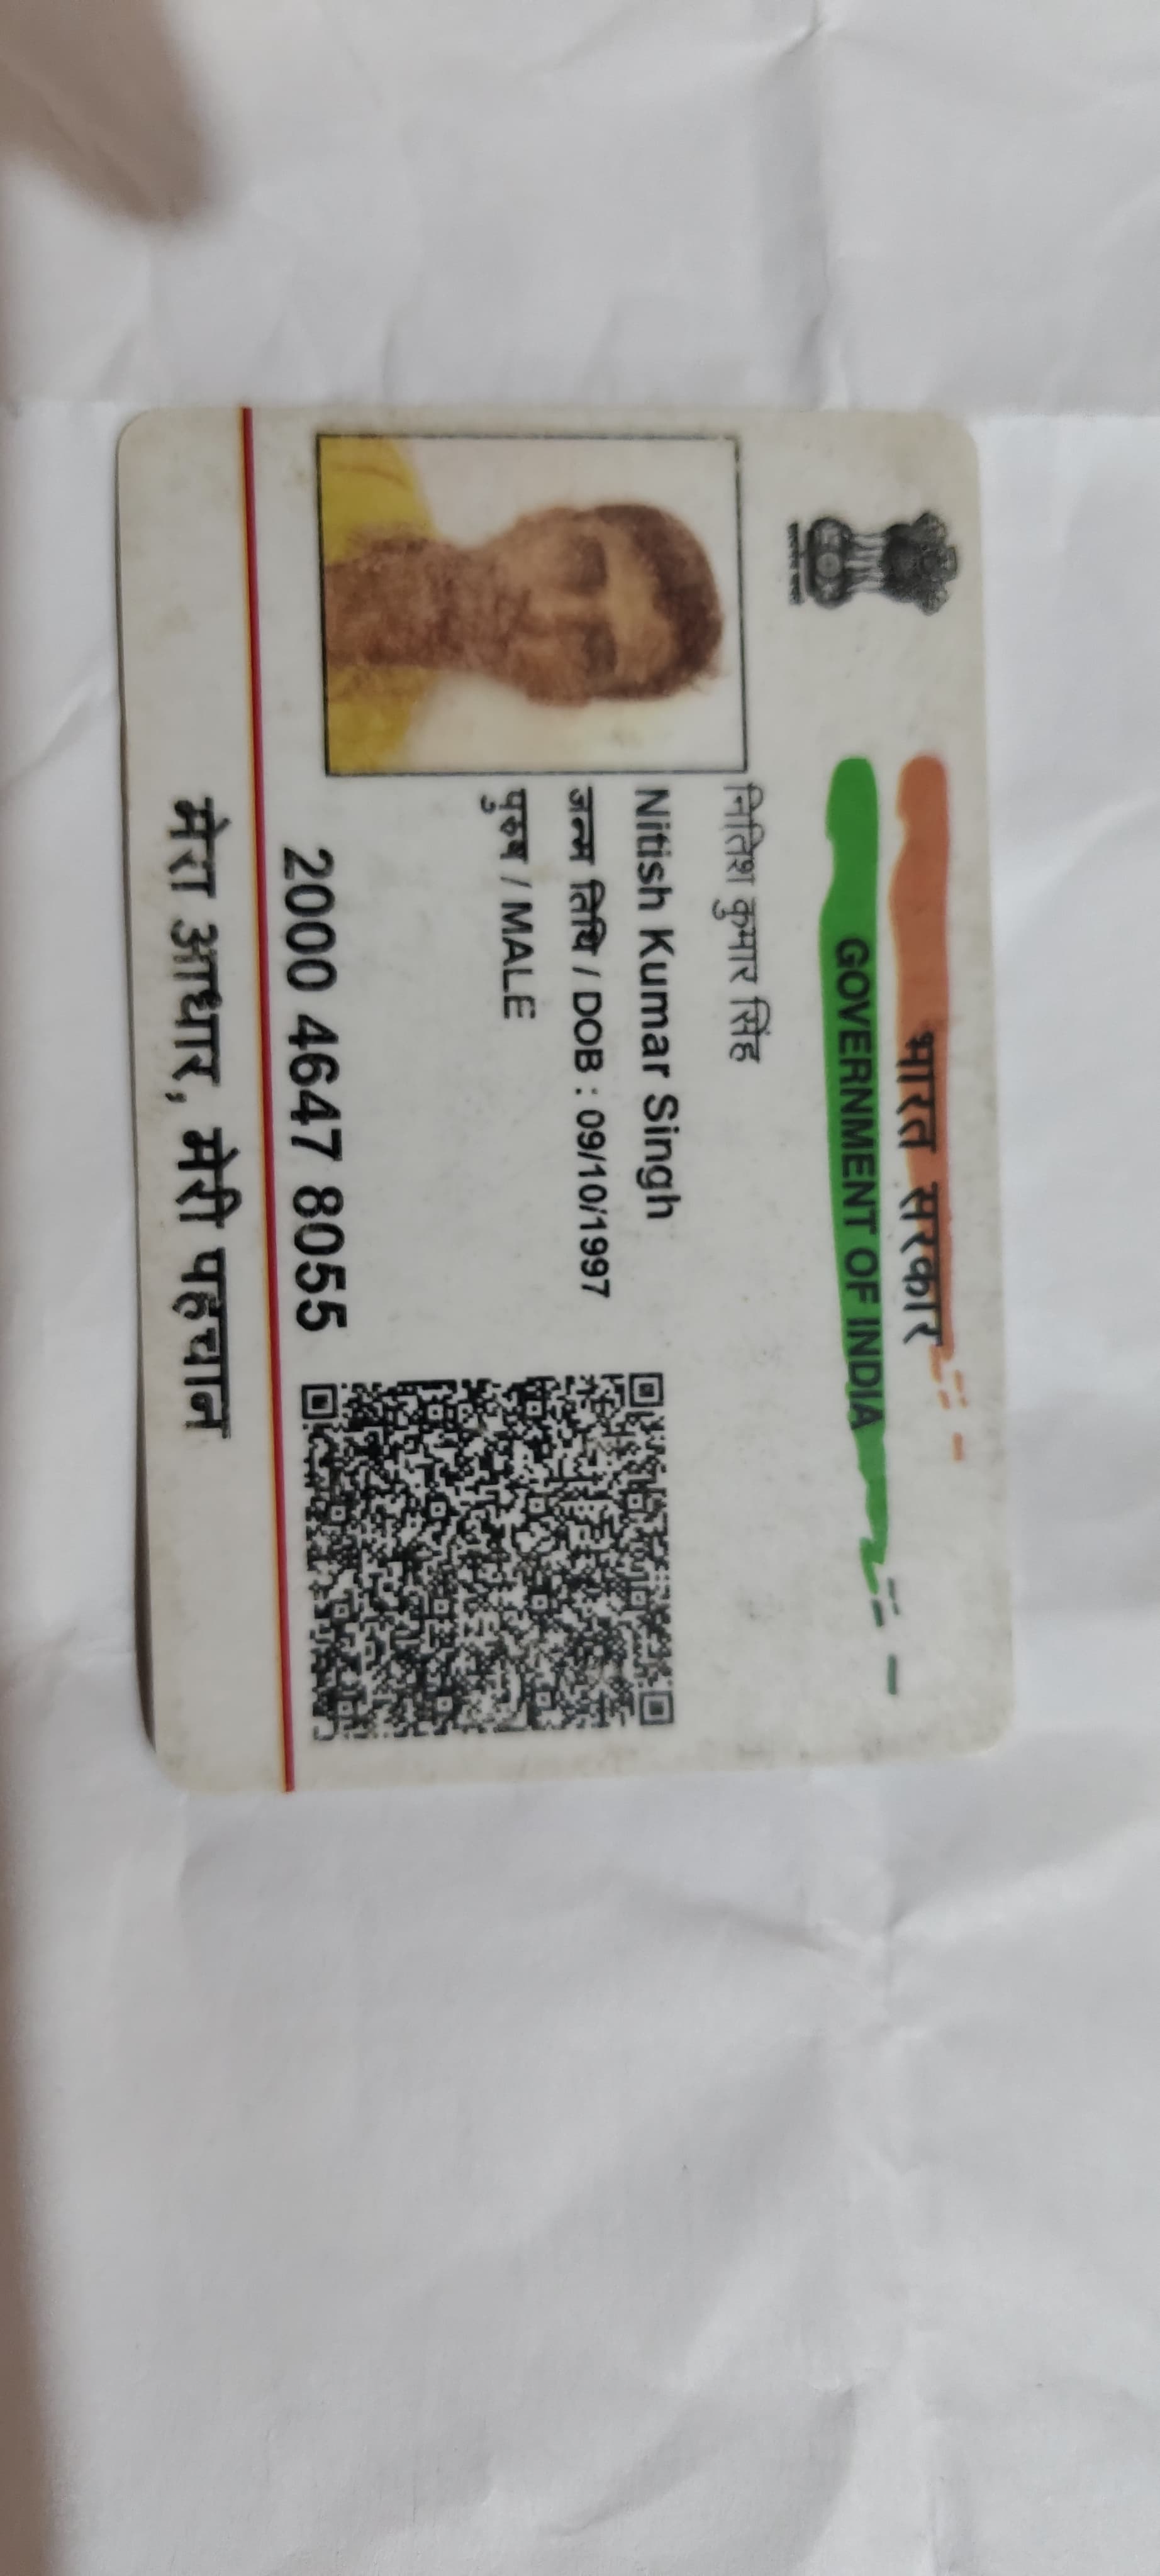 भारत सरकार
GOVERNMENT OF INDIA
नितिश कुमार सिंह
Nitish Kumar Singh
जन्म तिथि / DOB : 09/10/1997
पुरुष / MALE
2000 4647 8055
मेरा आधार, मेरी पहचान